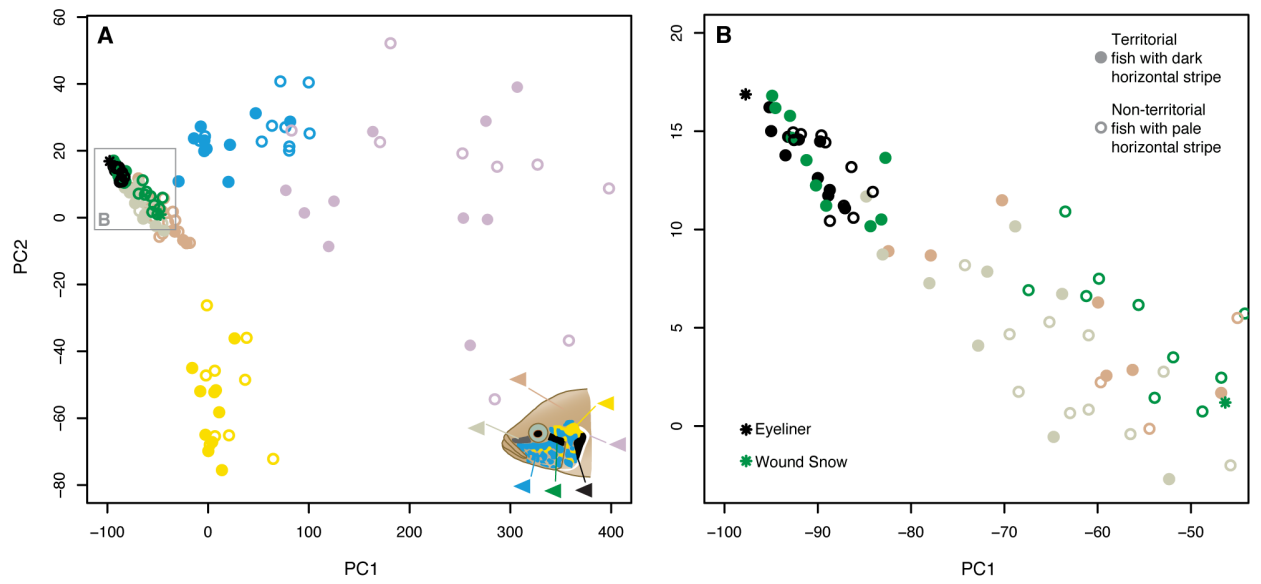 A
60
40
20
0
−20
−40
−60
−80
PC2
B
−100
0
100
200
300
400
PC1
B
20
15
10
5
0
Territorial
fish with dark
horizontal stripe
Non-territorial
fish with pale
horizontal stripe
Eyeliner
Wound Snow
−100
−90
−80
−70
−60
−50
PC1